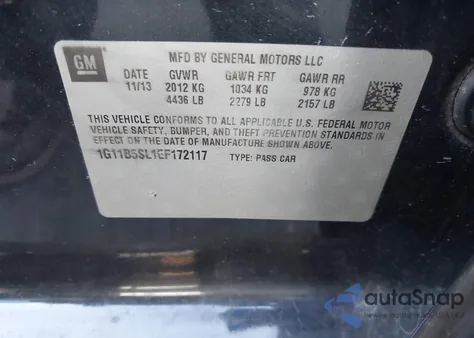 GM
MFD BY GENERAL MOTORS LLC
11/13 GVWR GAWR FRT GAWR RR
2012 KG 1034 KG 978 KG
4436 LB 2279 LB 2157 LB
THIS VEHICLE CONFORMS TO ALL APPLICABLE U.S. FEDERAL MOTOR
VEHICLE SAFETY, BUMPER, AND THEFT PREVENTION STANDARDS IN
EFFECT ON THE DATE OF MANUFACTURE SHOWN ABOVE.
1G11B5SL1EF172117 TYPE: PASS CAR
autoSnap